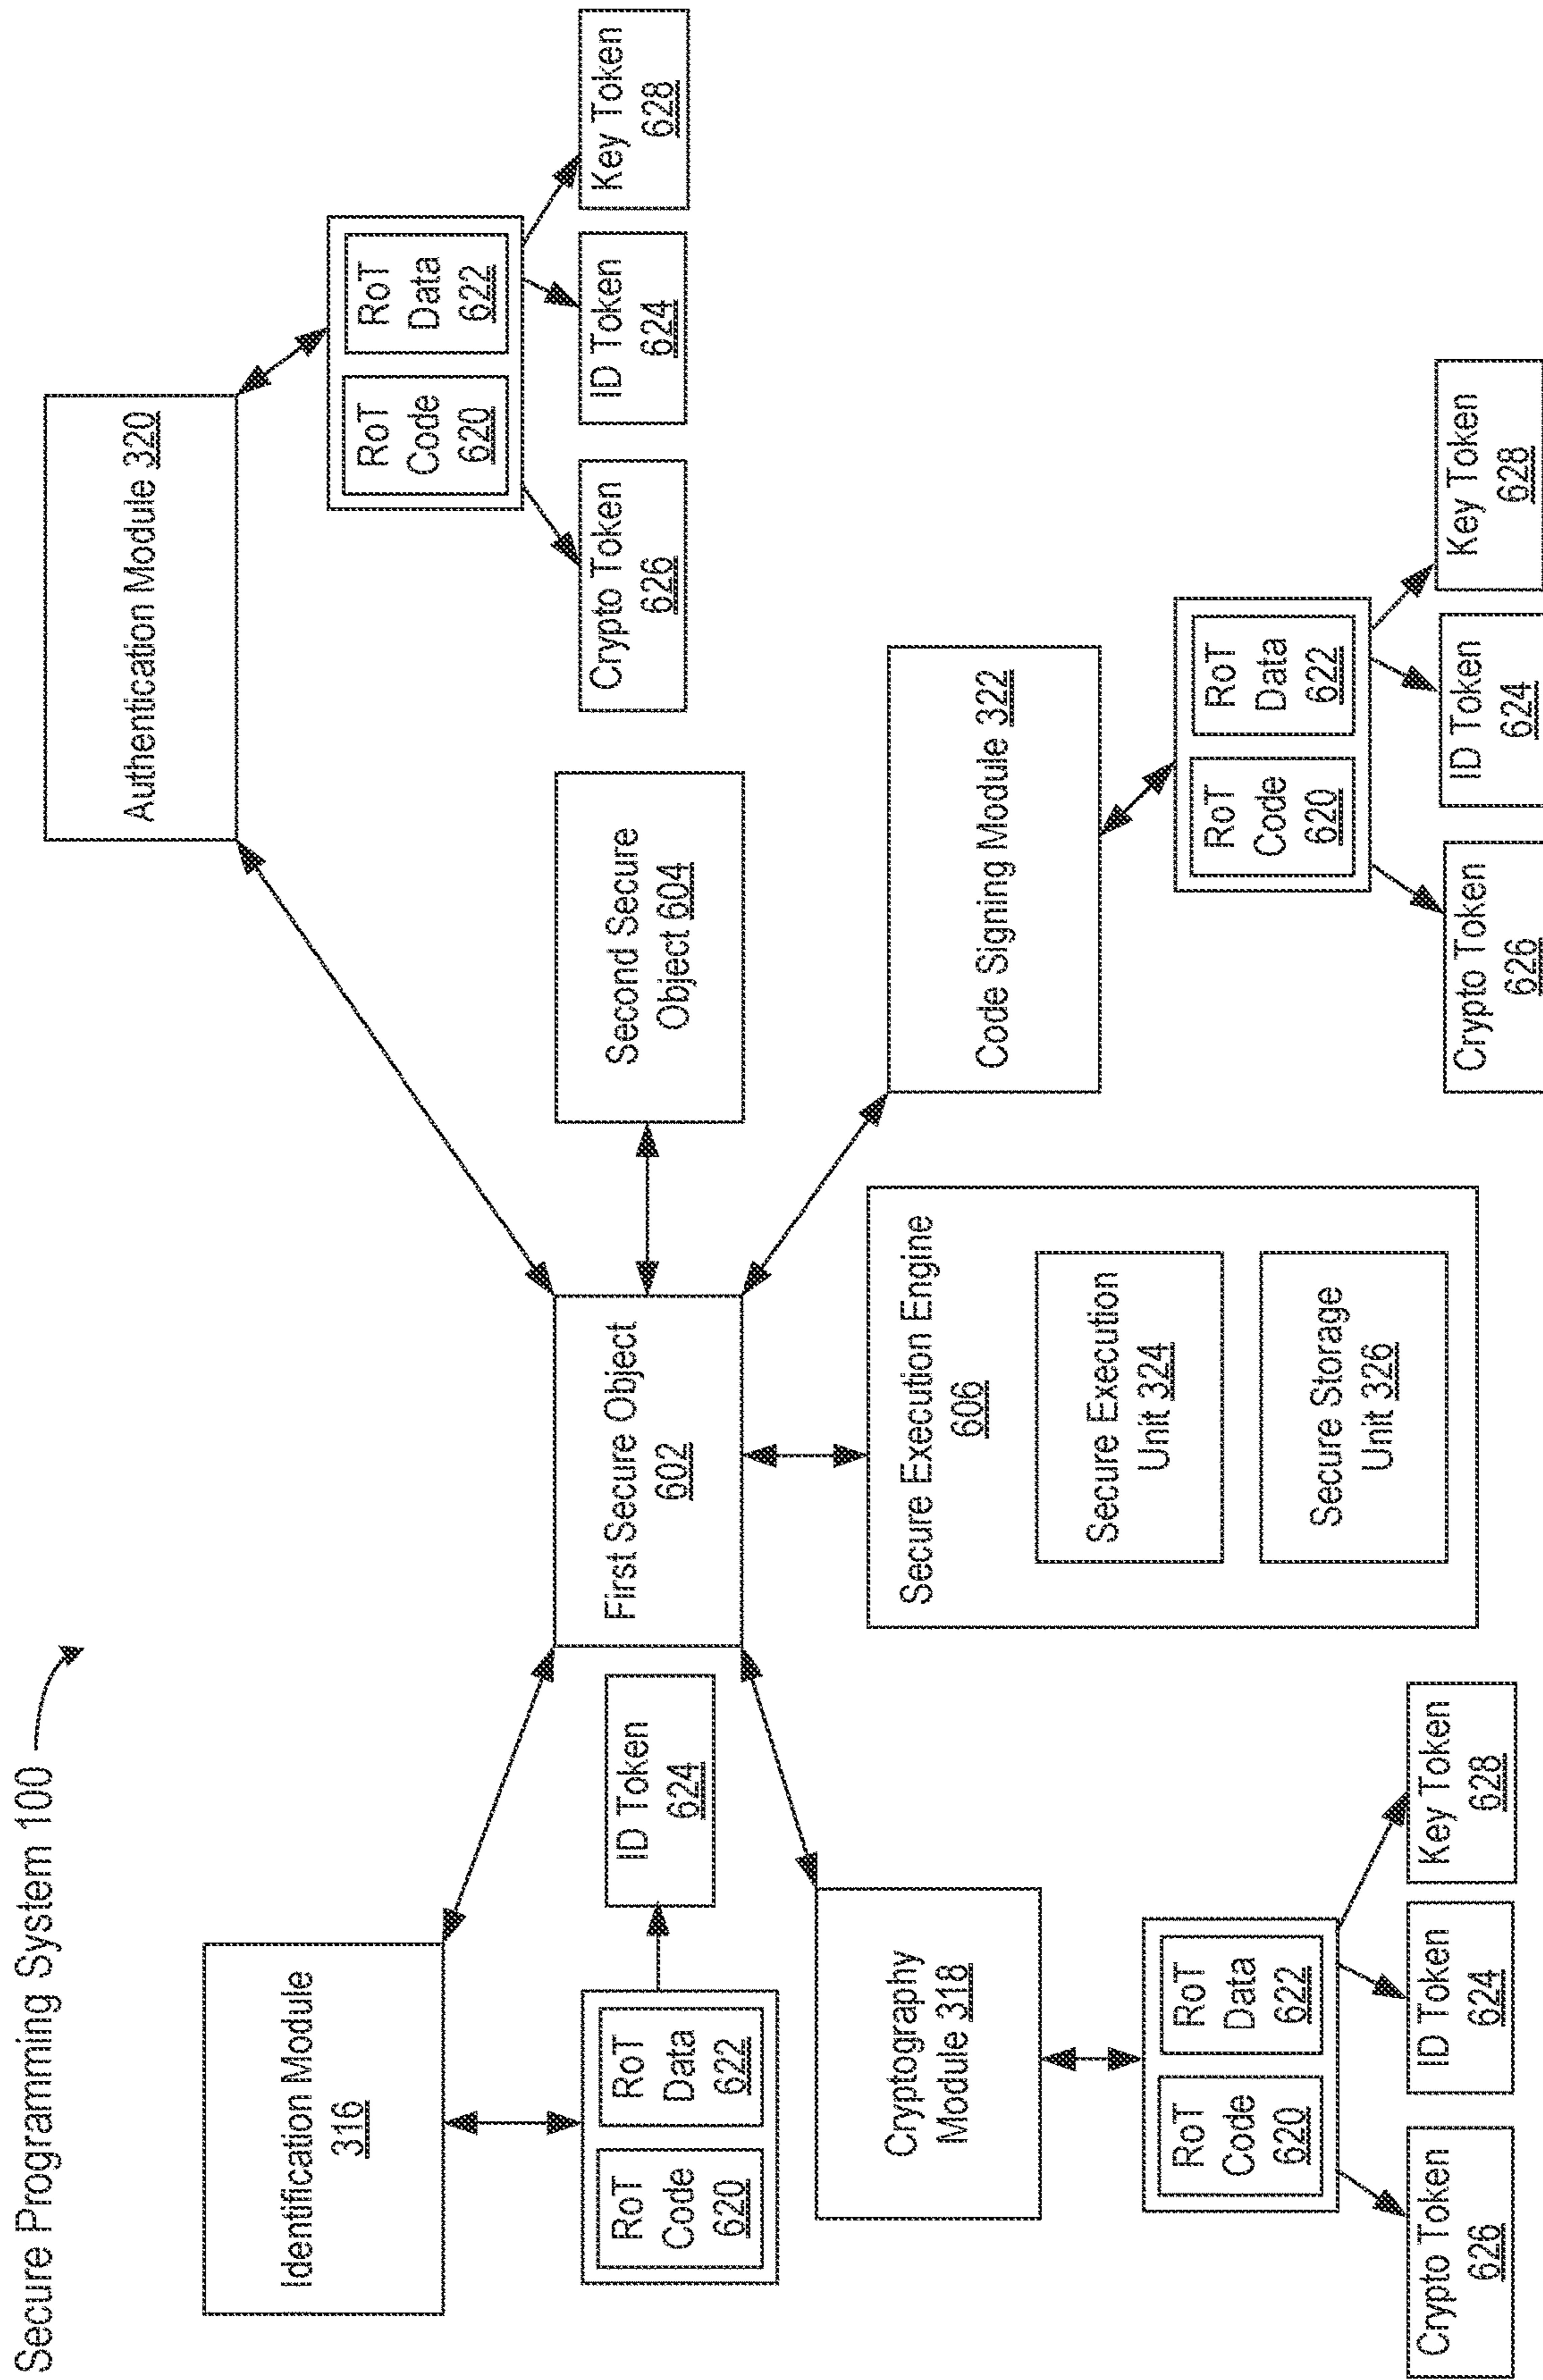 Secure Programming System 100
Identification Module
316
RoT
Code
620
RoT
Data
622
ID Token
624
Cryptography
Module 318
RoT
Code
620
RoT
Data
622
Crypto Token
626
ID Token
624
Key Token
628
First Secure Object
602
Secure Execution Engine
606
Secure Execution
Unit 324
Secure Storage
Unit 326
Second Secure
Object 604
Authentication Module 320
RoT
Code
620
RoT
Data
622
Crypto Token
626
ID Token
624
Key Token
628
Code Signing Module 322
RoT
Code
620
RoT
Data
622
Crypto Token
626
ID Token
624
Key Token
628